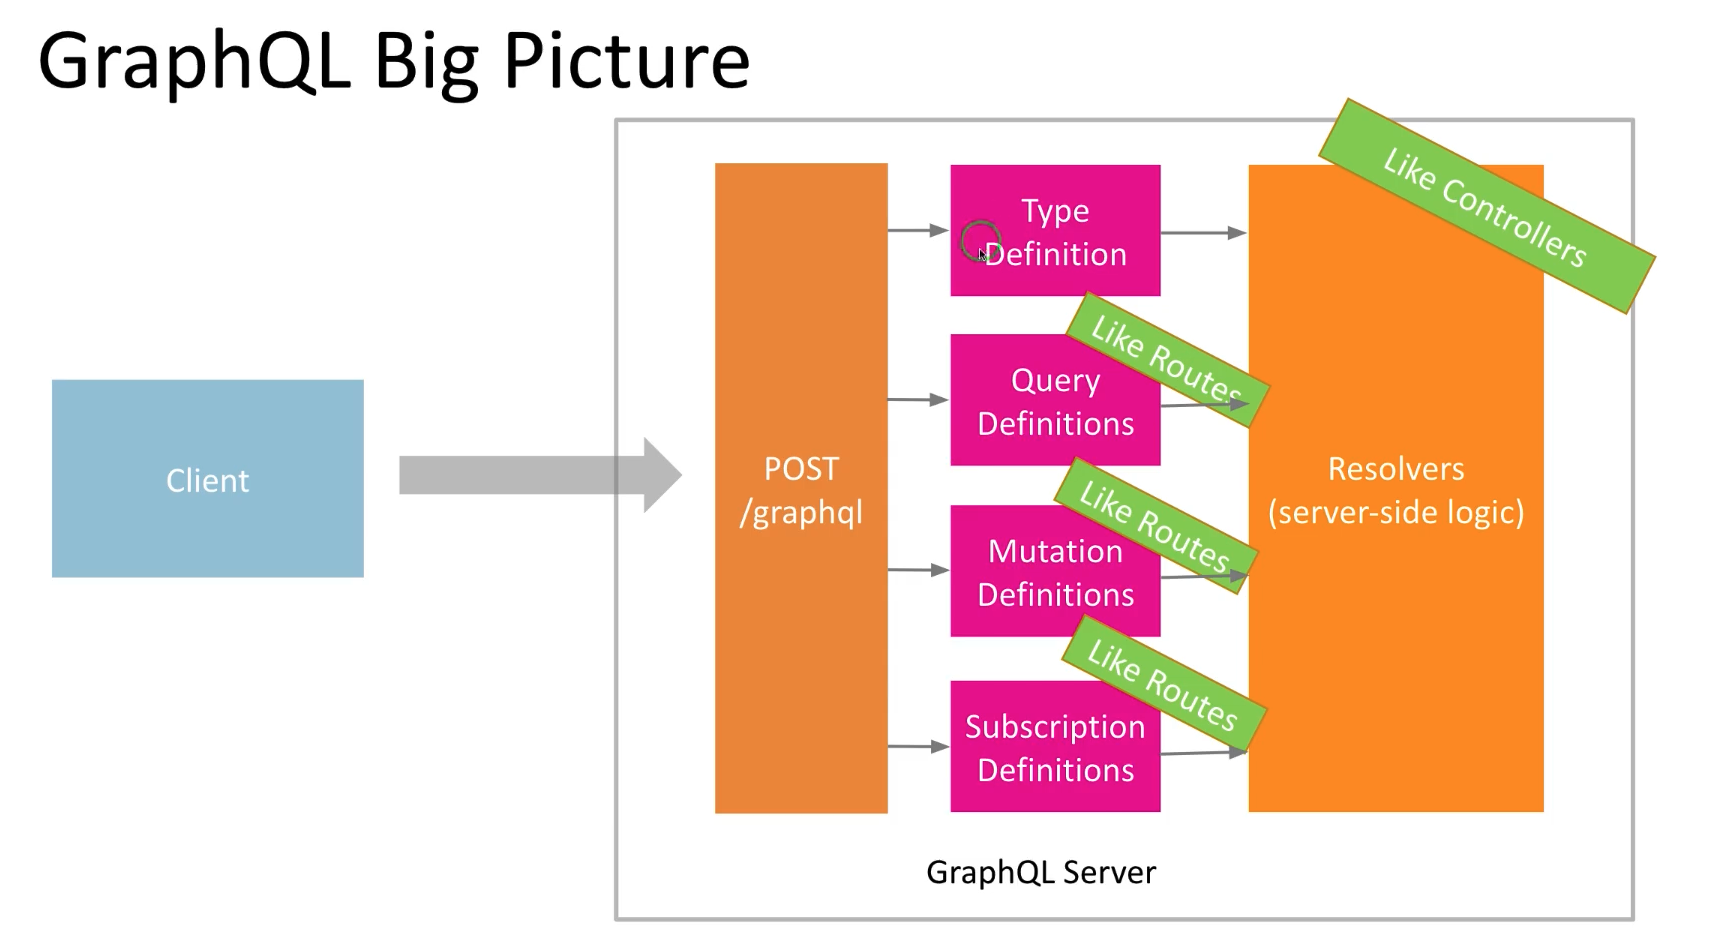 GraphQL Big Picture
Like Controllers
Type
Definition
Like Routes
Query
Definitions
Client
POST
/graphql
Resolvers
(server-side logic)
Like Routes
Mutation
Definitions
Like Routes
Subscription
Definitions
GraphQL Server